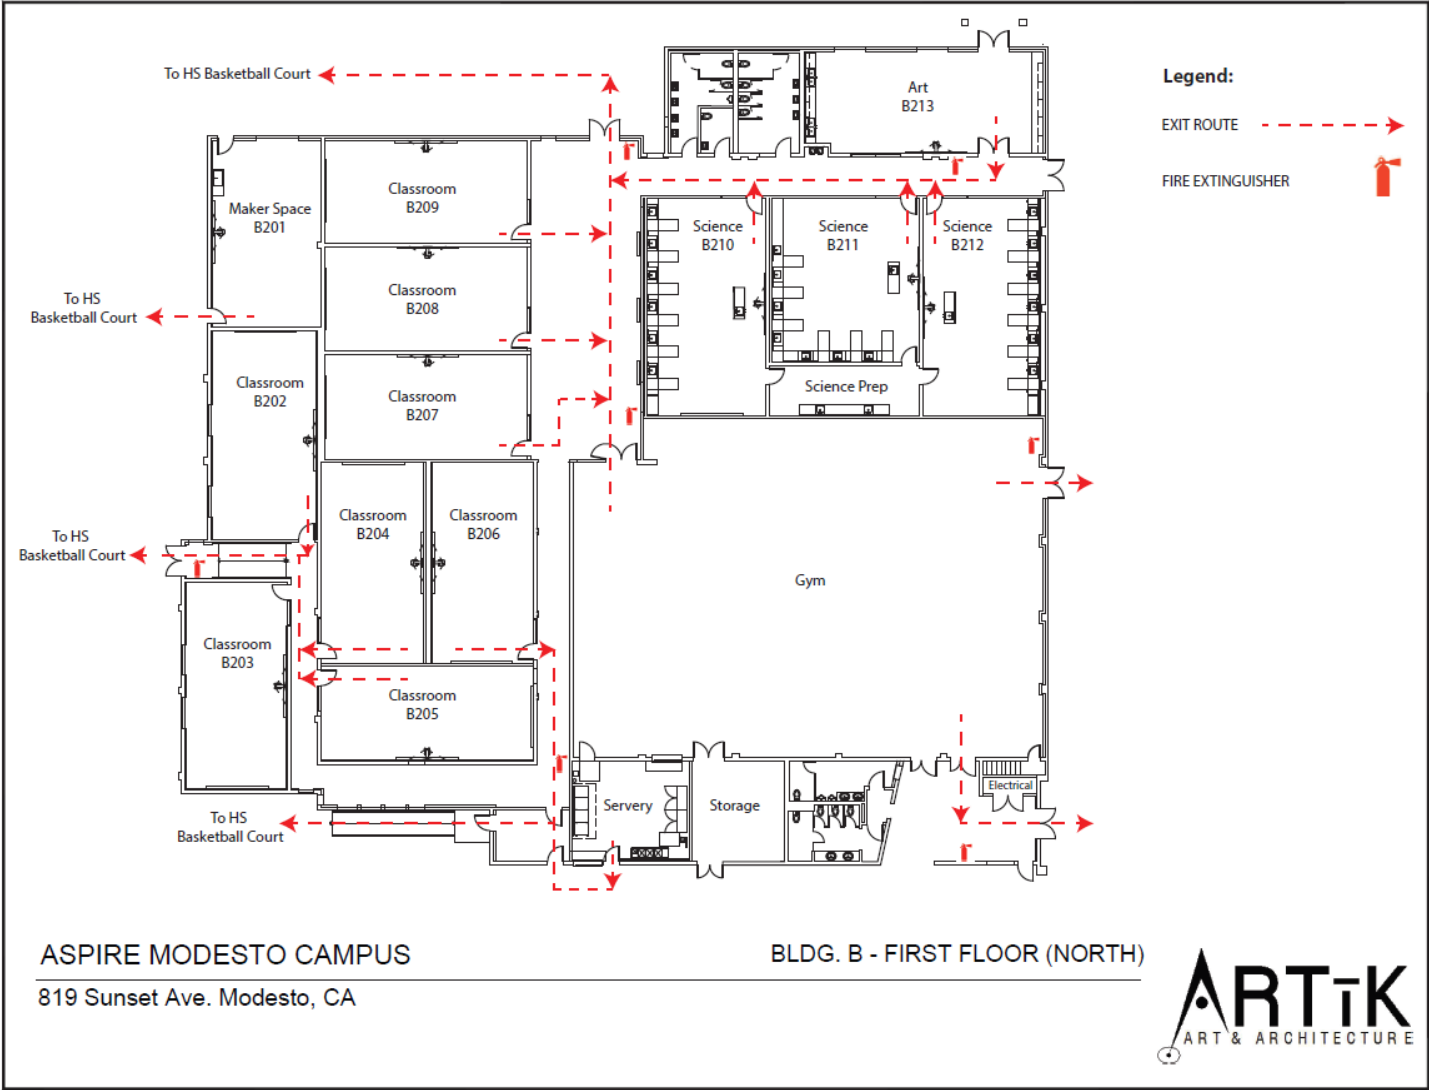 To HS Basketball Court
Legend:
EXIT ROUTE
FIRE EXTINGUISHER
Art
B213
Classroom
B209
Maker Space
B201
Science
B210
Science
B211
Science
B212
Classroom
B208
To HS
Basketball Court
Classroom
B202
Classroom
B207
Science Prep
Classroom
B204
Classroom
B206
To HS
Basketball Court
Gym
Classroom
B203
Classroom
B205
Electrical
Servery
Storage
To HS
Basketball Court
ASPIRE MODESTO CAMPUS
BLDG. B - FIRST FLOOR (NORTH)
819 Sunset Ave. Modesto, CA
ARTiK
ART & ARCHITECTURE